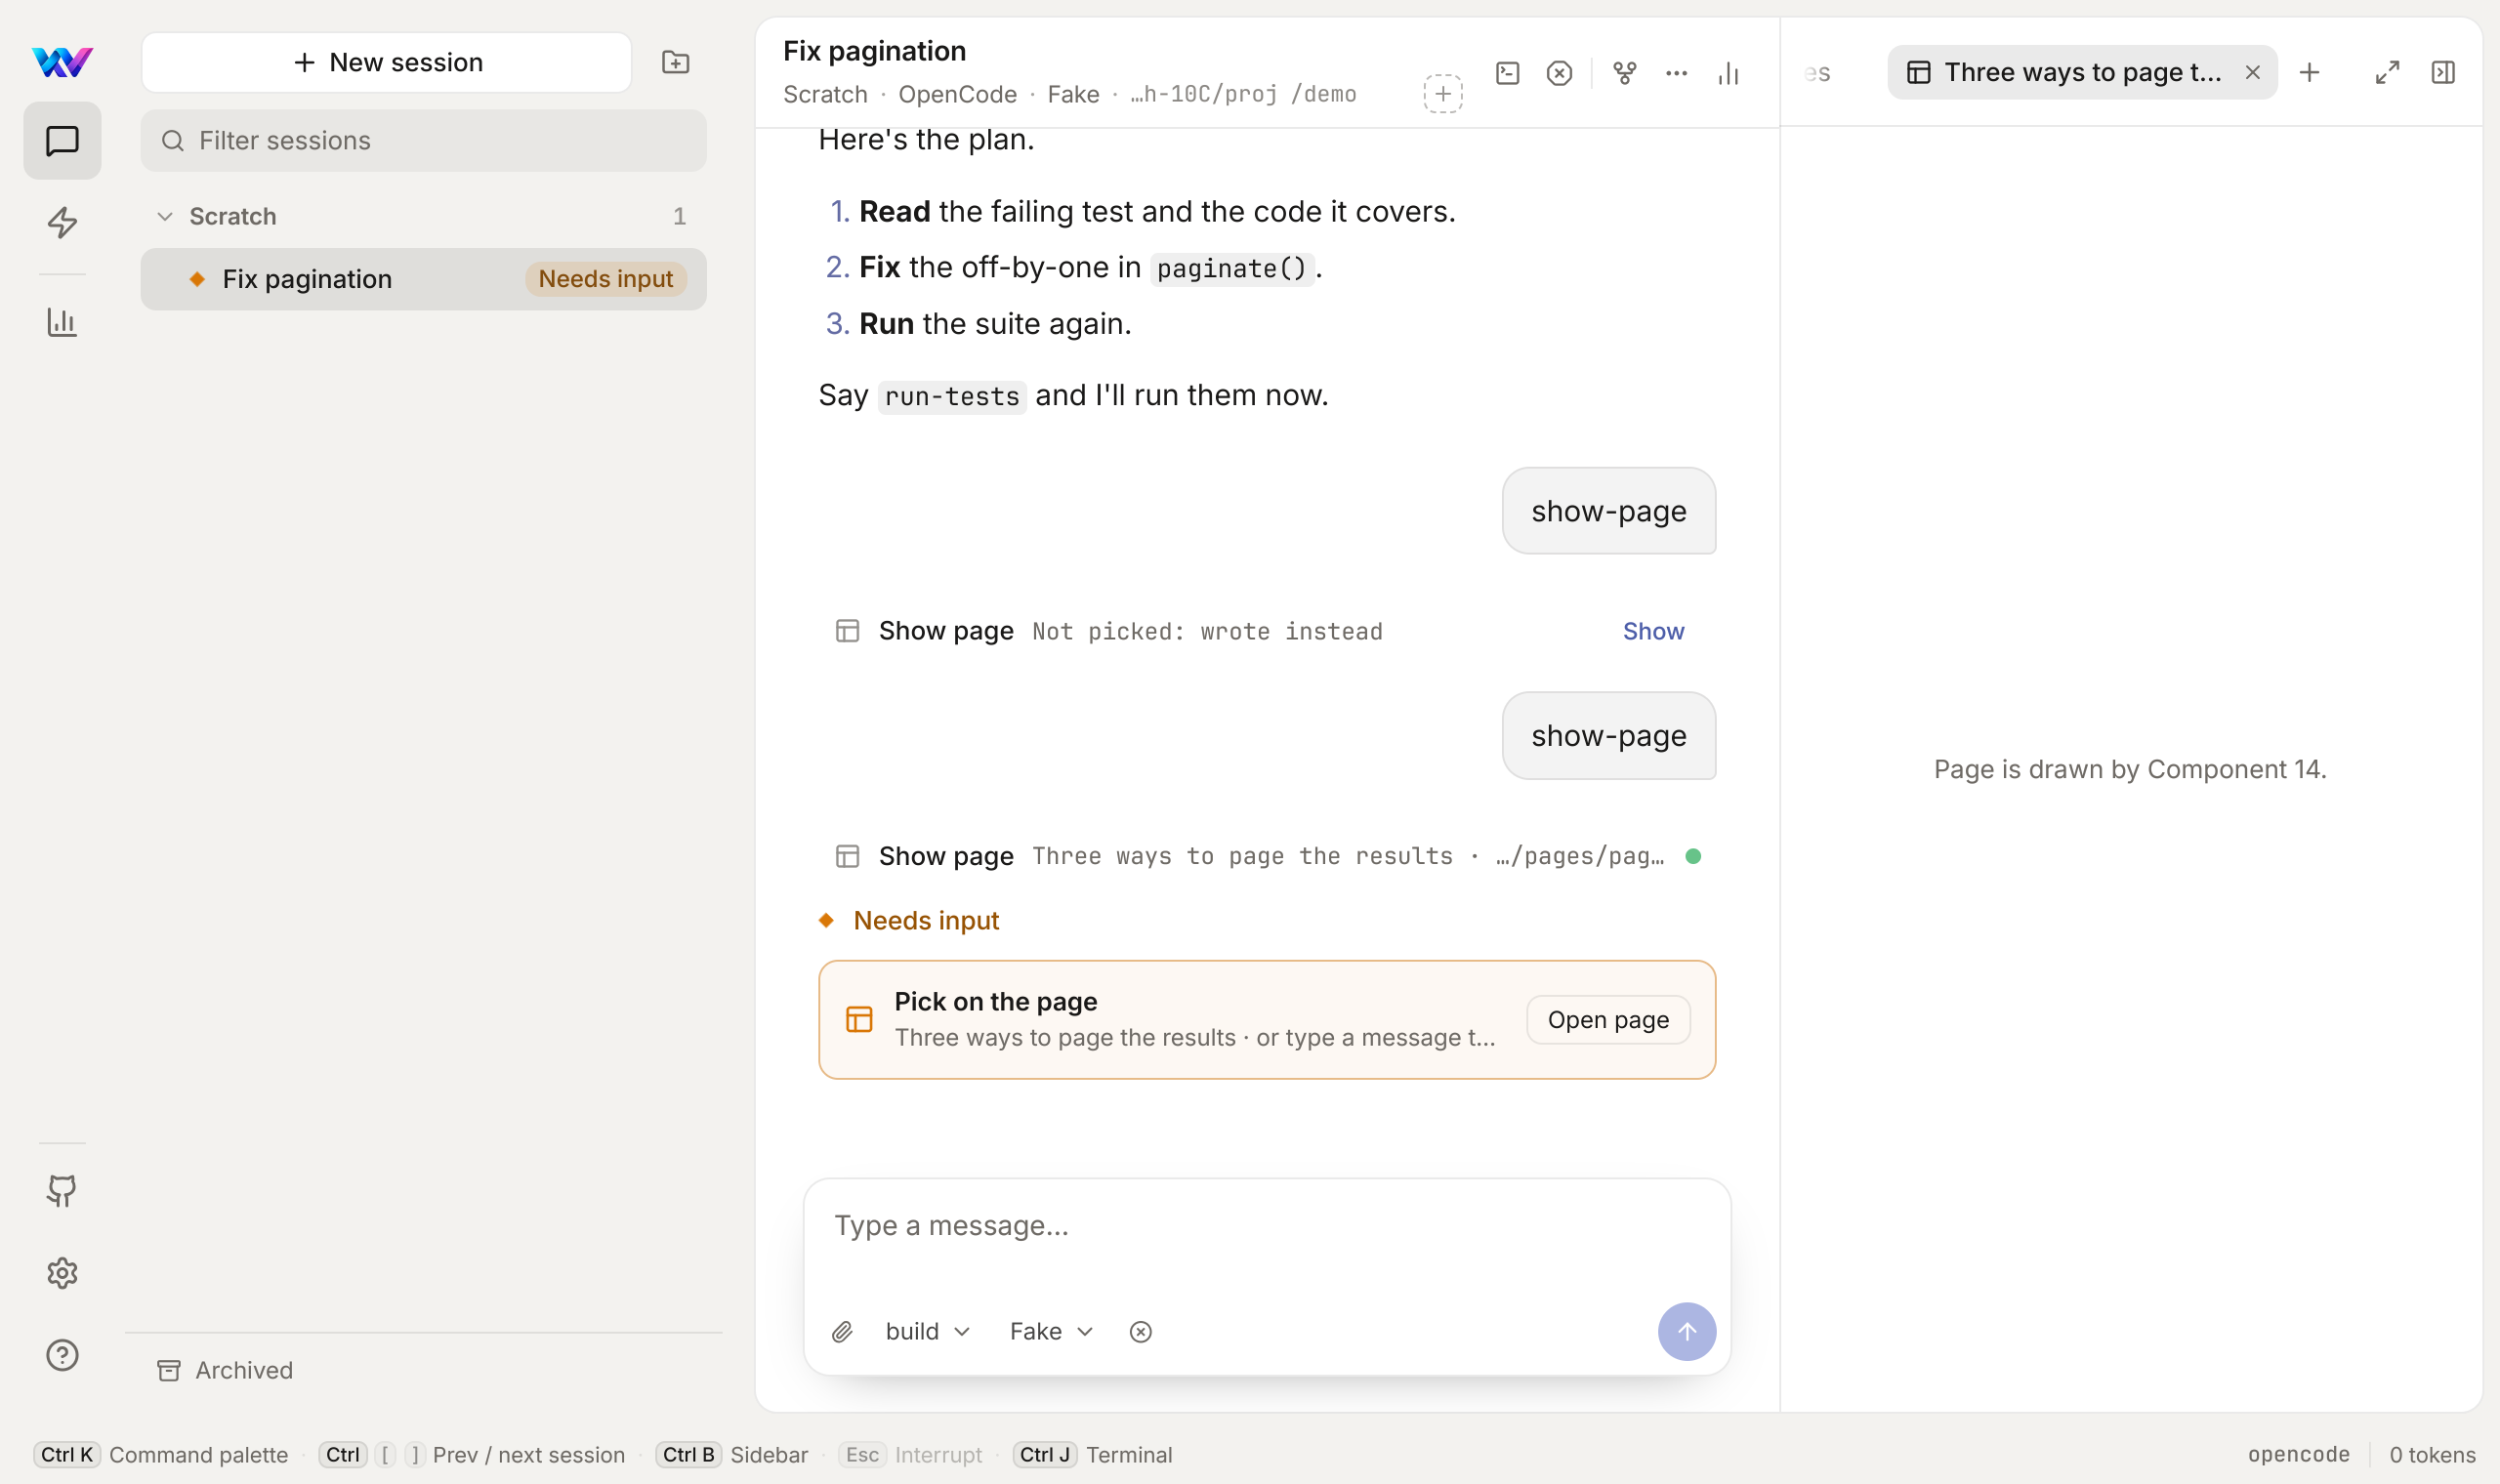 New session
Filter sessions
Scratch 1
Fix pagination Needs input
Archived
Fix pagination
Scratch · OpenCode · Fake · …h-10C/proj /demo
Here's the plan.
1. Read the failing test and the code it covers.
2. Fix the off-by-one in paginate().
3. Run the suite again.
Say run-tests and I'll run them now.
show-page
Show page Not picked: wrote instead Show
show-page
Show page Three ways to page the results · …/pages/pag…
Needs input
Pick on the page
Three ways to page the results · or type a message t…
Open page
Type a message…
build Fake
es Three ways to page t…
Page is drawn by Component 14.
Ctrl K Command palette · Ctrl [ ] Prev / next session · Ctrl B Sidebar · Esc Interrupt · Ctrl J Terminal
opencode 0 tokens